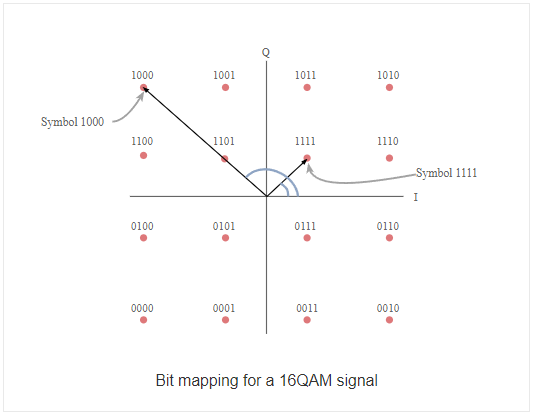 Q
1000 1001 1011 1010
Symbol 1000
1100 1101 1111 1110
Symbol 1111
I
0100 0101 0111 0110
0000 0001 0011 0010
Bit mapping for a 16QAM signal